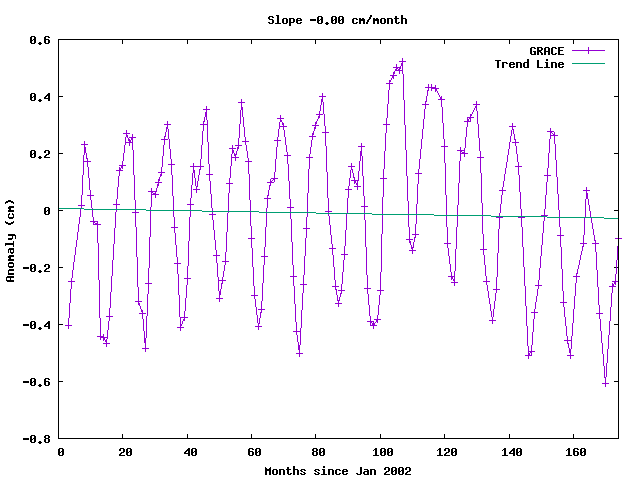 Slope -0.00 cm/month
GRACE
Trend Line
Anomaly (cm)
0.6
0.4
0.2
0
-0.2
-0.4
-0.6
-0.8
0 20 40 60 80 100 120 140 160
Months since Jan 2002